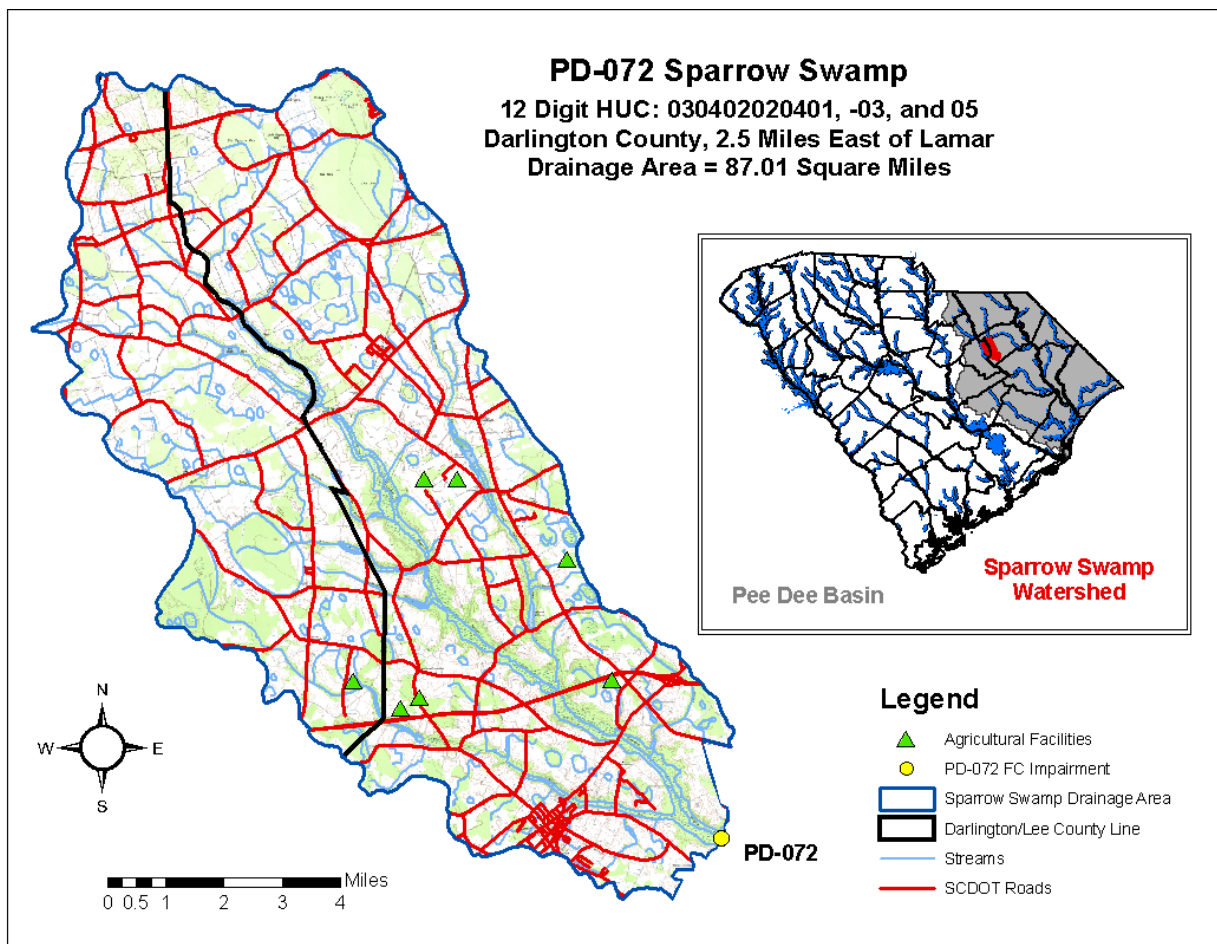 PD-072 Sparrow Swamp
12 Digit HUC: 030402020401, -03, and 05
Darlington County, 2.5 Miles East of Lamar
Drainage Area = 87.01 Square Miles
Pee Dee Basin
Sparrow Swamp
Watershed
N
W
E
S
Legend
Agricultural Facilities
PD-072 FC Impairment
Sparrow Swamp Drainage Area
Darlington/Lee County Line
Streams
SCDOT Roads
PD-072
Miles
0 0.5 1 2 3 4